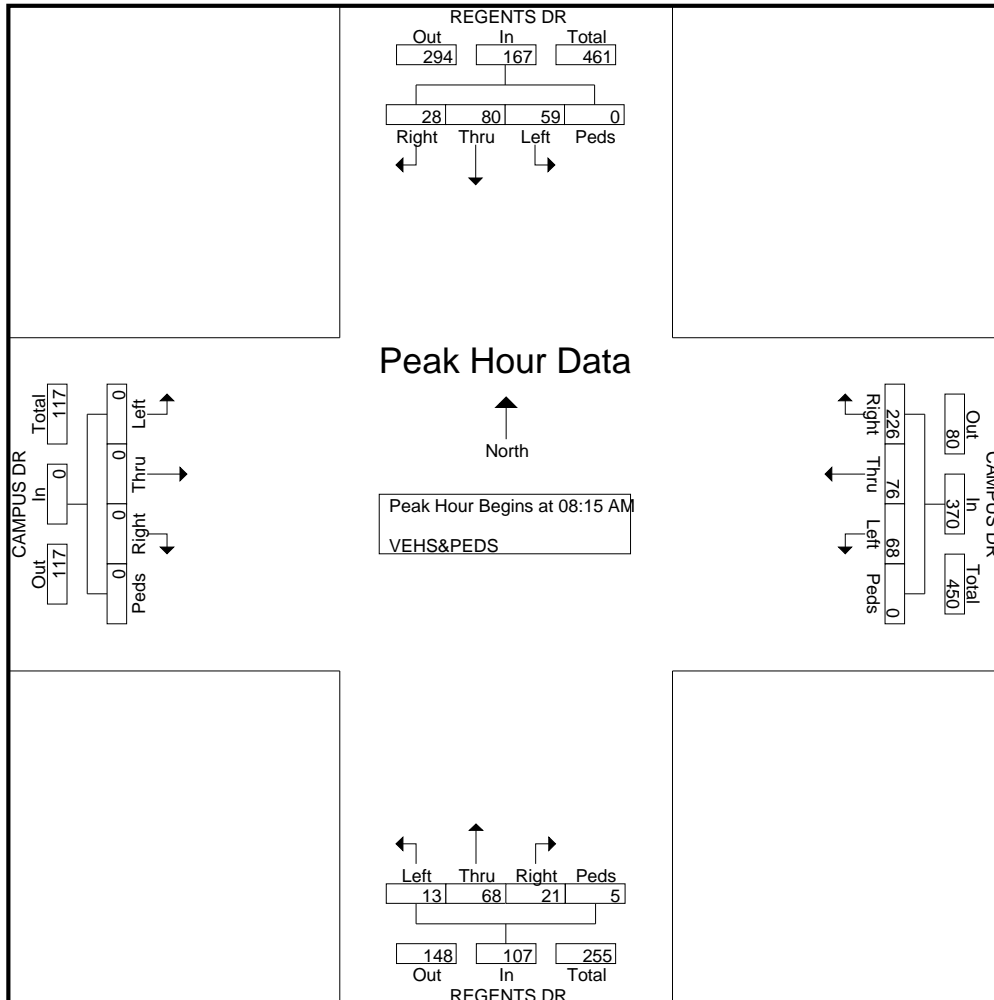 REGENTS DR
Out In Total
294 167 461
28 80 59 0
Right Thru Left Peds
Peak Hour Data
North
Peak Hour Begins at 08:15 AM
VEHS&PEDS
CAMPUS DR
Total In Out
117 0 117
0 0 0 0
Left Thru Right Peds
Right Thru Left Peds
226 76 68 0
Out In Total
80 370 450
CAMPUS DR
Left Thru Right Peds
13 68 21 5
148 107 255
Out In Total
REGENTS DR